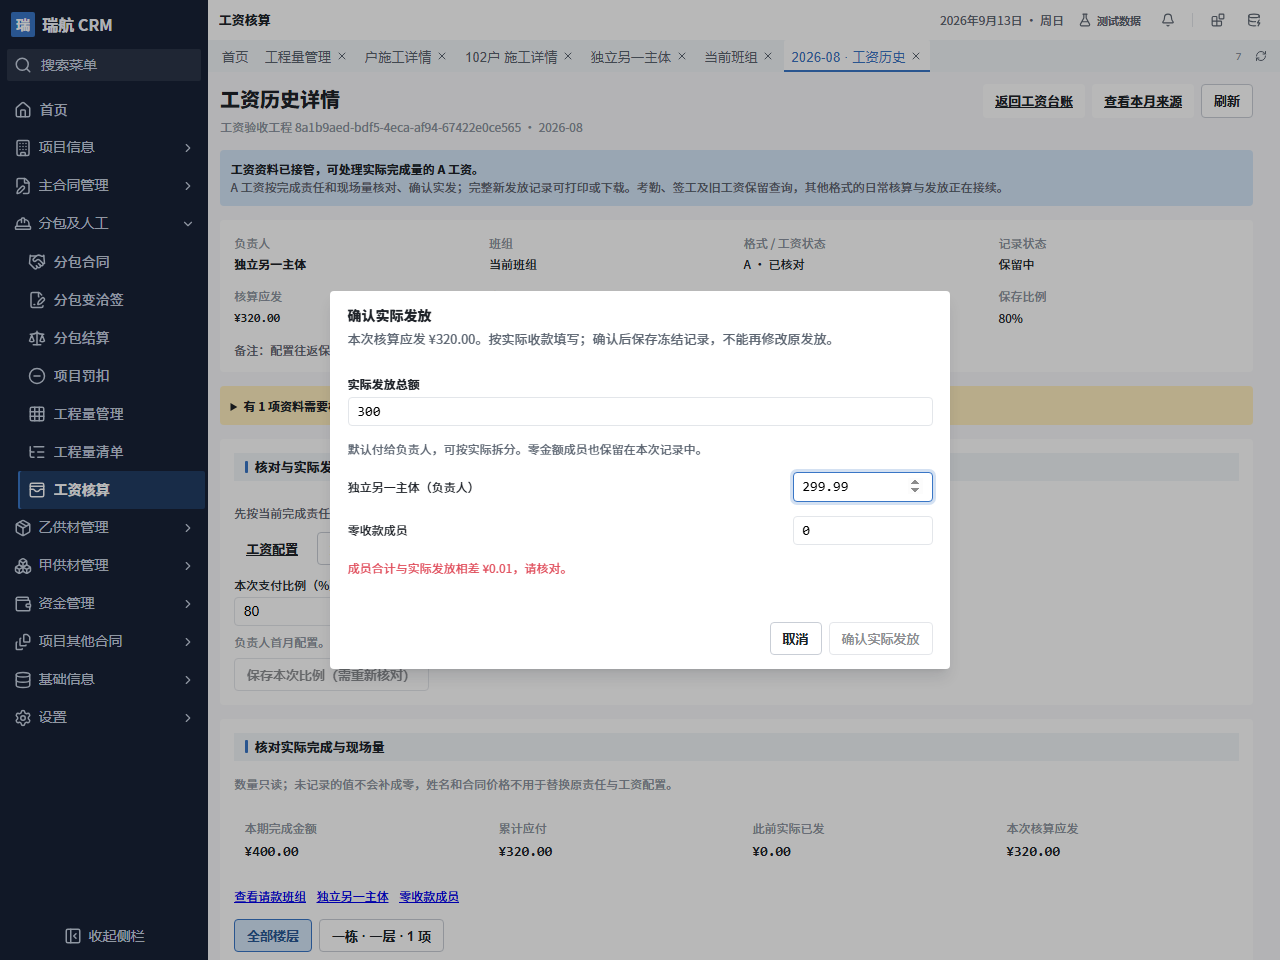 瑞 瑞航 CRM
搜索菜单
首页
项目信息
主合同管理
分包及人工
分包合同
分包变洽签
分包结算
项目罚扣
工程量管理
工程量清单
工资核算
乙供材管理
甲供材管理
资金管理
项目其他合同
基础信息
设置
收起侧栏
工资核算
2026年9月13日 · 周日 测试数据
首页 工程量管理 户施工详情 102户 施工详情 独立另一主体 当前班组 2026-08 · 工资历史 7
工资历史详情
工资验收工程 8a1b9aed-bdf5-4eca-af94-67422e0ce565 · 2026-08
返回工资台账 查看本月来源 刷新
工资资料已接管，可处理实际完成量的 A 工资。
A 工资按完成责任和现场量核对、确认实发；完整新发放记录可打印或下载。考勤、签工及旧工资保留查询，其他格式的日常核算与发放正在接续。
负责人 班组 格式 / 工资状态 记录状态
独立另一主体 当前班组 A · 已核对 保留中
核算应发 保存比例
¥320.00 80%
备注：配置往返保
有 1 项资料需要
核对与实际发
先按当前完成责任
工资配置
本次支付比例（%
80
负责人首月配置。
保存本次比例（需重新核对）
确认实际发放
本次核算应发 ¥320.00。按实际收款填写；确认后保存冻结记录，不能再修改原发放。
实际发放总额
300
默认付给负责人，可按实际拆分。零金额成员也保留在本次记录中。
独立另一主体（负责人） 299.99
零收款成员 0
成员合计与实际发放相差 ¥0.01，请核对。
取消 确认实际发放
核对实际完成与现场量
数量只读；未记录的值不会补成零，姓名和合同价格不用于替换原责任与工资配置。
本期完成金额 累计应付 此前实际已发 本次核算应发
¥400.00 ¥320.00 ¥0.00 ¥320.00
查看请款班组 独立另一主体 零收款成员
全部楼层 一栋 · 一层 · 1 项